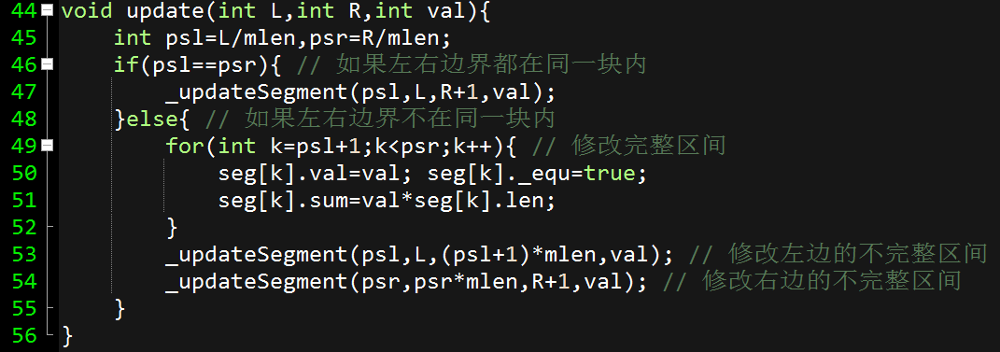 44 void update(int L,int R,int val){
45     int psl=L/mlen,psr=R/mlen;
46     if(psl==psr){ // 如果左右边界都在同一块内
47         _updateSegment(psl,L,R+1,val);
48     }else{ // 如果左右边界不在同一块内
49         for(int k=psl+1;k<psr;k++){ // 修改完整区间
50             seg[k].val=val; seg[k]._equ=true;
51             seg[k].sum=val*seg[k].len;
52         }
53         _updateSegment(psl,L,(psl+1)*mlen,val); // 修改左边的不完整区间
54         _updateSegment(psr,psr*mlen,R+1,val); // 修改右边的不完整区间
55     }
56 }